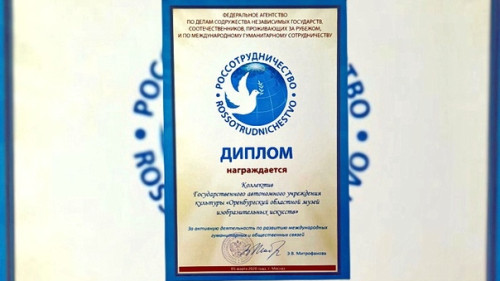 ФЕДЕРАЛЬНОЕ АГЕНТСТВО
ПО ДЕЛАМ СОДРУЖЕСТВА НЕЗАВИСИМЫХ ГОСУДАРСТВ,
СООТЕЧЕСТВЕННИКОВ, ПРОЖИВАЮЩИХ ЗА РУБЕЖОМ,
И ПО МЕЖДУНАРОДНОМУ ГУМАНИТАРНОМУ СОТРУДНИЧЕСТВУ
РОССОТРУДНИЧЕСТВО
ROSSOTRUDNICHESTVO
ДИПЛОМ
награждается
Коллектив
Государственного автономного учреждения
культуры «Оренбургский областной музей
изобразительных искусств»
За активную деятельность по развитию международных
гуманитарных и общественных связей
Э.В. Митрофанова
г. Москва